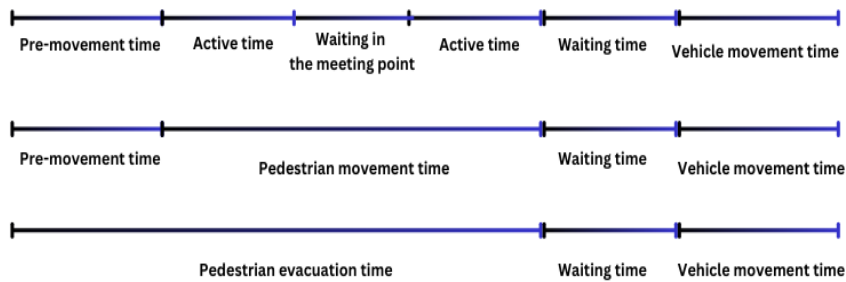 Pre-movement time
Active time
Waiting in
the meeting point
Active time
Waiting time
Vehicle movement time
Pre-movement time
Pedestrian movement time
Waiting time
Vehicle movement time
Pedestrian evacuation time
Waiting time
Vehicle movement time